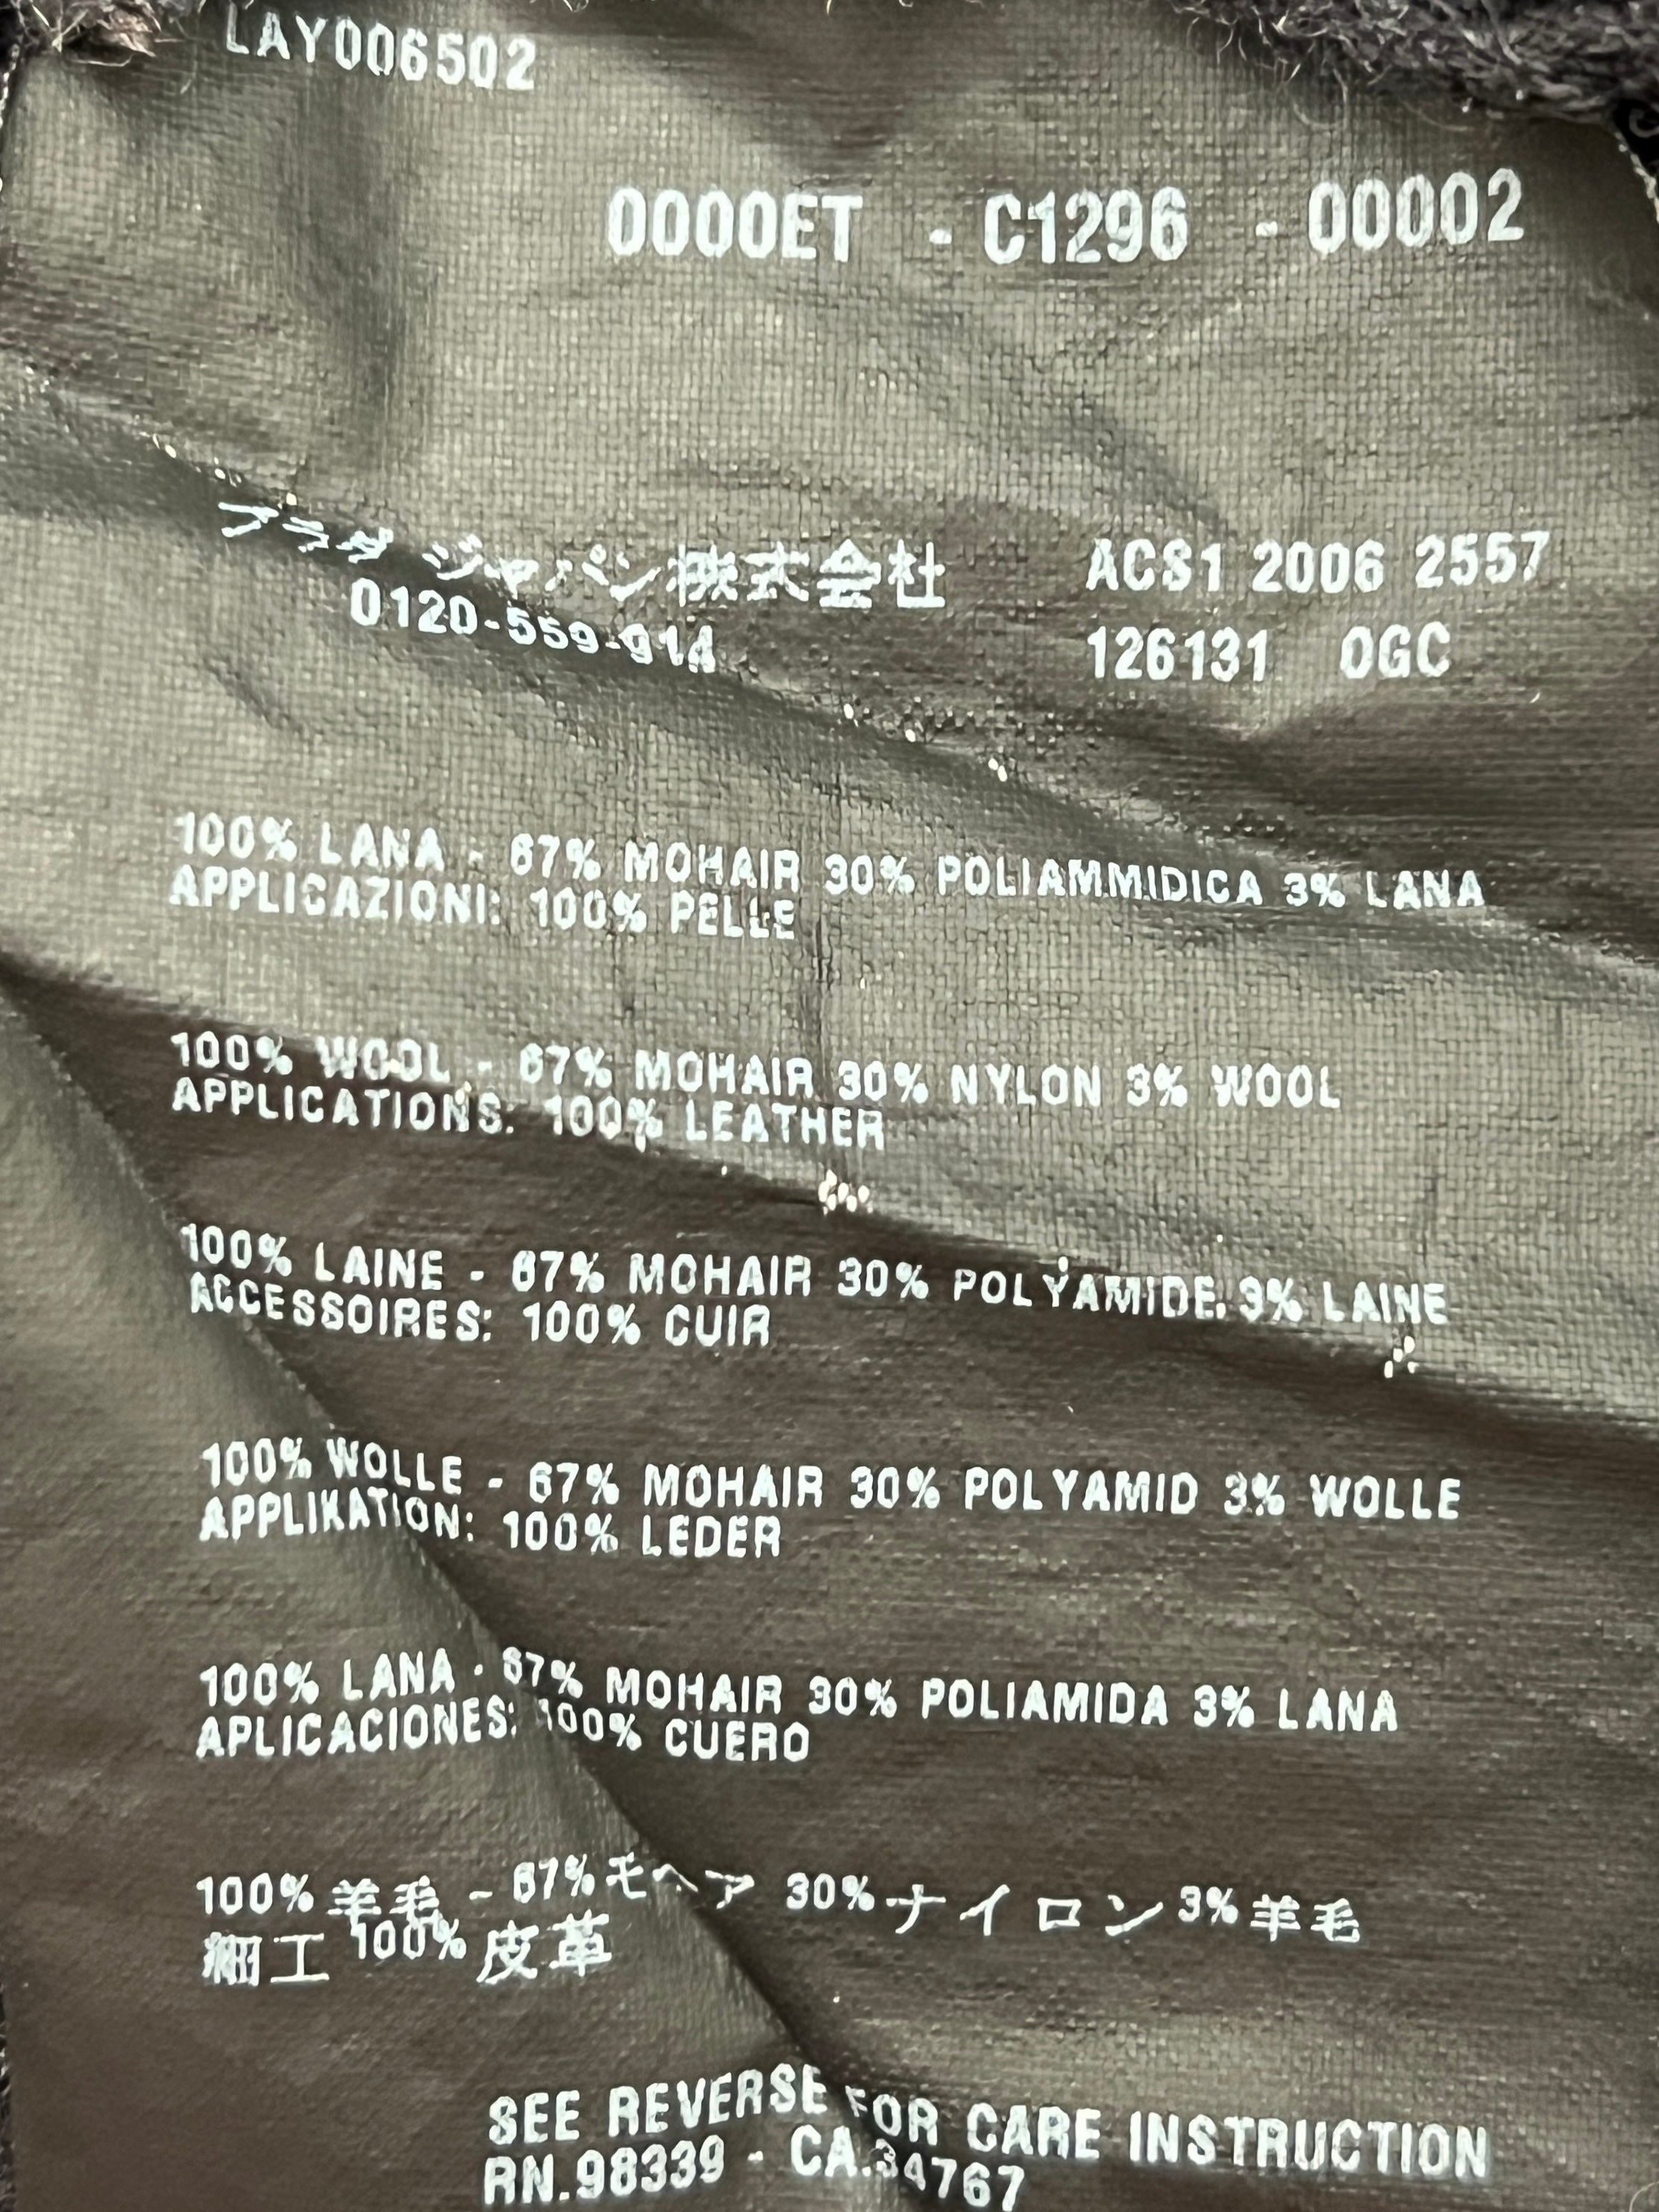 LAY006502
0000ET - C1296 - 00002
プラダ ジャパン株式会社
0120-559-914
ACS1 2006 2557
126131 OGC
100% LANA - 67% MOHAIR 30% POLIAMMIDICA 3% LANA
APPLICAZIONI: 100% PELLE
100% WOOL - 67% MOHAIR 30% NYLON 3% WOOL
APPLICATIONS: 100% LEATHER
100% LAINE - 67% MOHAIR 30% POLYAMIDE 3% LAINE
ACCESSOIRES: 100% CUIR
100% WOLLE - 67% MOHAIR 30% POLYAMID 3% WOLLE
APPLIKATION: 100% LEDER
100% LANA - 67% MOHAIR 30% POLIAMIDA 3% LANA
APLICACIONES: 100% CUERO
100% 羊毛 - 67% モヘア 30% ナイロン 3% 羊毛
細工 100% 皮革
SEE REVERSE FOR CARE INSTRUCTION
RN.98339 - CA.34767